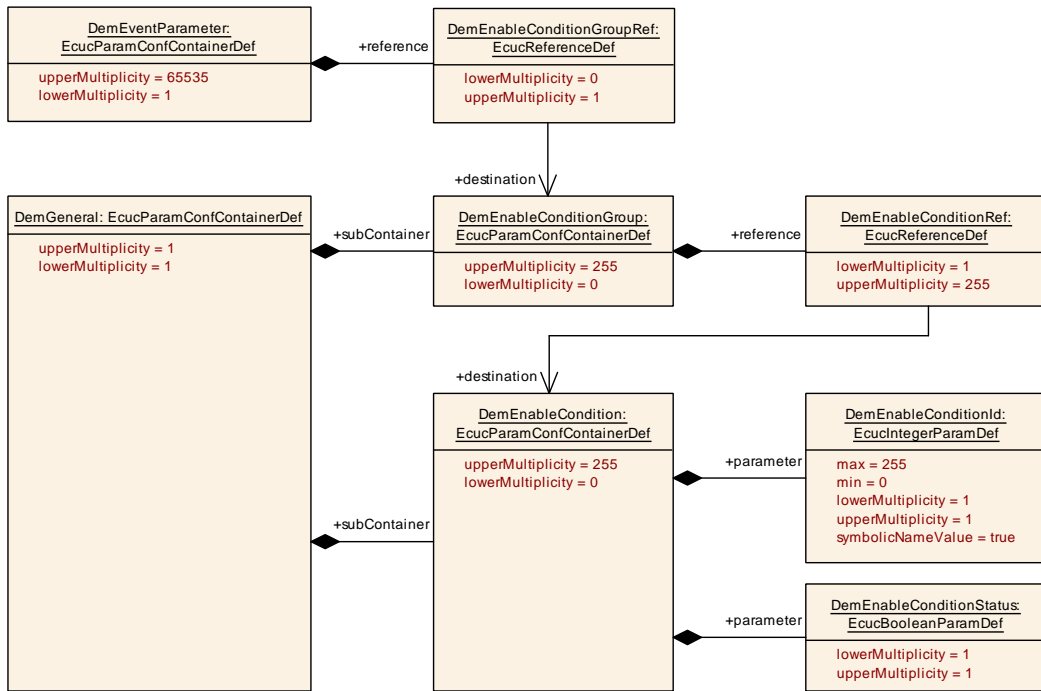 DemEventParameter:
EcucParamConfContainerDef
upperMultiplicity = 65535
lowerMultiplicity = 1
+reference
DemEnableConditionGroupRef:
EcucReferenceDef
lowerMultiplicity = 0
upperMultiplicity = 1
+destination
DemGeneral: EcucParamConfContainerDef
upperMultiplicity = 1
lowerMultiplicity = 1
+subContainer
DemEnableConditionGroup:
EcucParamConfContainerDef
upperMultiplicity = 255
lowerMultiplicity = 0
+reference
DemEnableConditionRef:
EcucReferenceDef
lowerMultiplicity = 1
upperMultiplicity = 255
+destination
+subContainer
DemEnableCondition:
EcucParamConfContainerDef
upperMultiplicity = 255
lowerMultiplicity = 0
+parameter
DemEnableConditionId:
EcucIntegerParamDef
max = 255
min = 0
lowerMultiplicity = 1
upperMultiplicity = 1
symbolicNameValue = true
+parameter
DemEnableConditionStatus:
EcucBooleanParamDef
lowerMultiplicity = 1
upperMultiplicity = 1